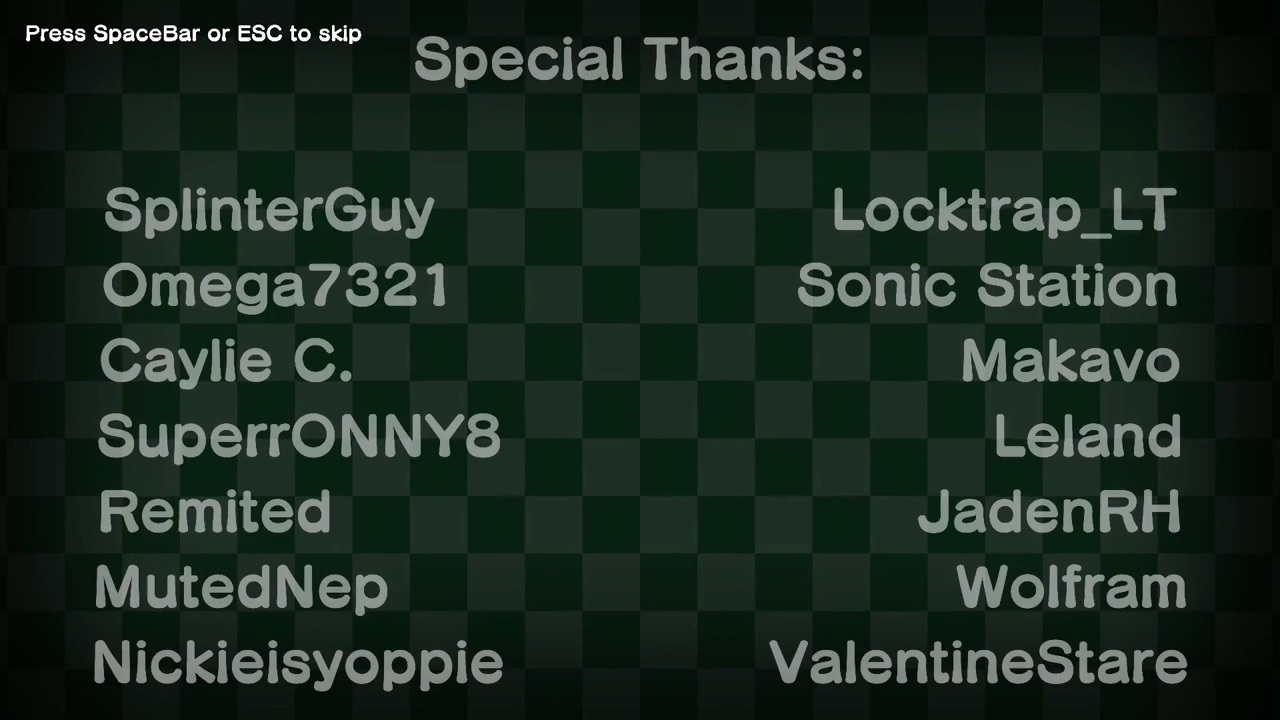 Press SpaceBar or ESC to skip
Special Thanks:
SplinterGuy
Locktrap_LT
Omega7321
Sonic Station
Caylie C.
Makavo
SuperrONNY8
Leland
Remited
JadenRH
MutedNep
Wolfram
Nickieisyoppie
ValentineStare